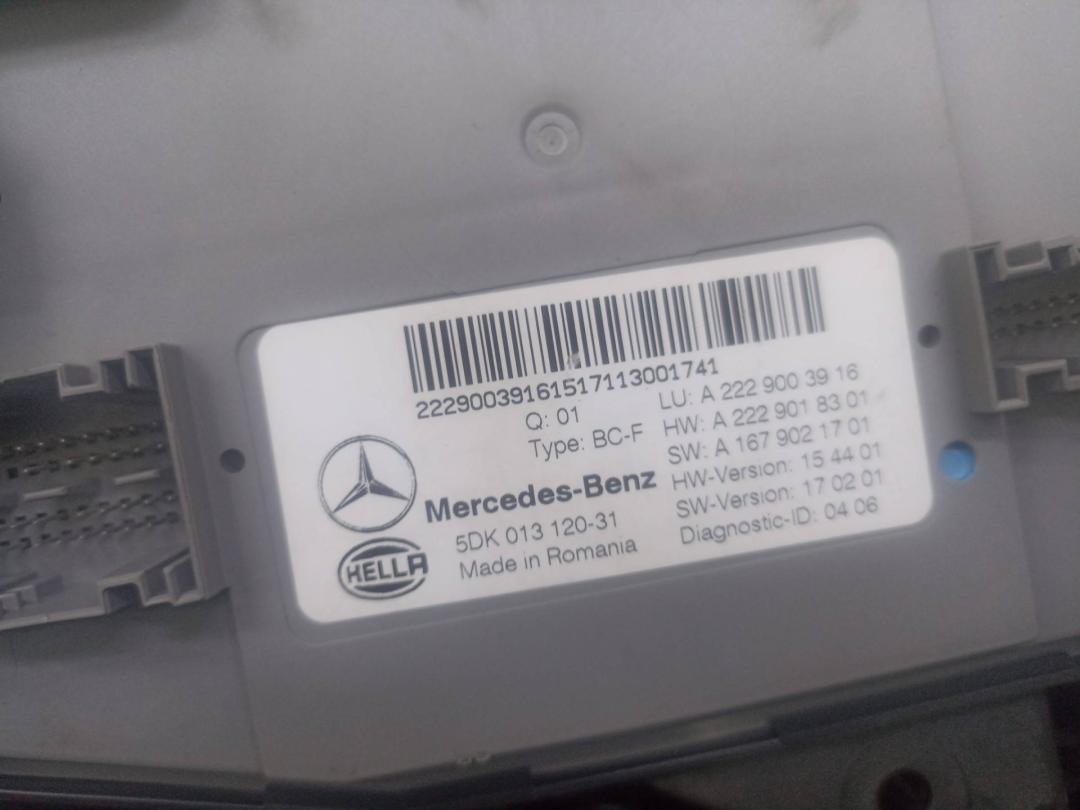 22290039161517113001741
Q: 01
Type: BC-F
Mercedes-Benz
5DK 013 120-31
Made in Romania
HELLA
LU: A 222 900 39 16
HW: A 222 901 83 01
SW: A 167 902 17 01
HW-Version: 15 44 01
SW-Version: 17 02 01
Diagnostic-ID: 04 06